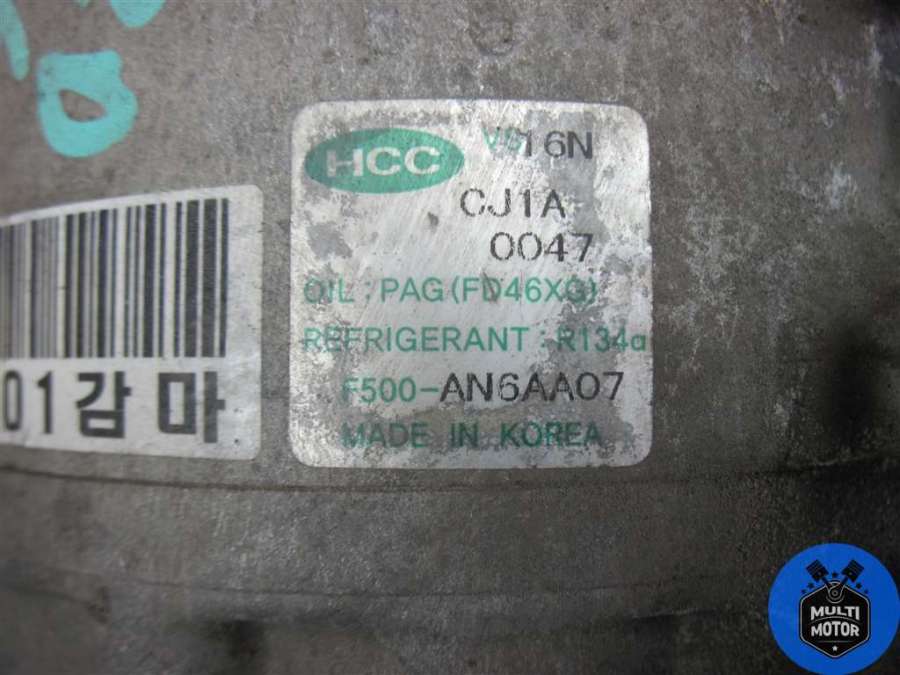 HCC
VS16N
CJ1A
0047
OIL : PAG(FD46XG)
REFRIGERANT : R134a
F500-AN6AA07
MADE IN KOREA
01감마
MULTI
MOTOR